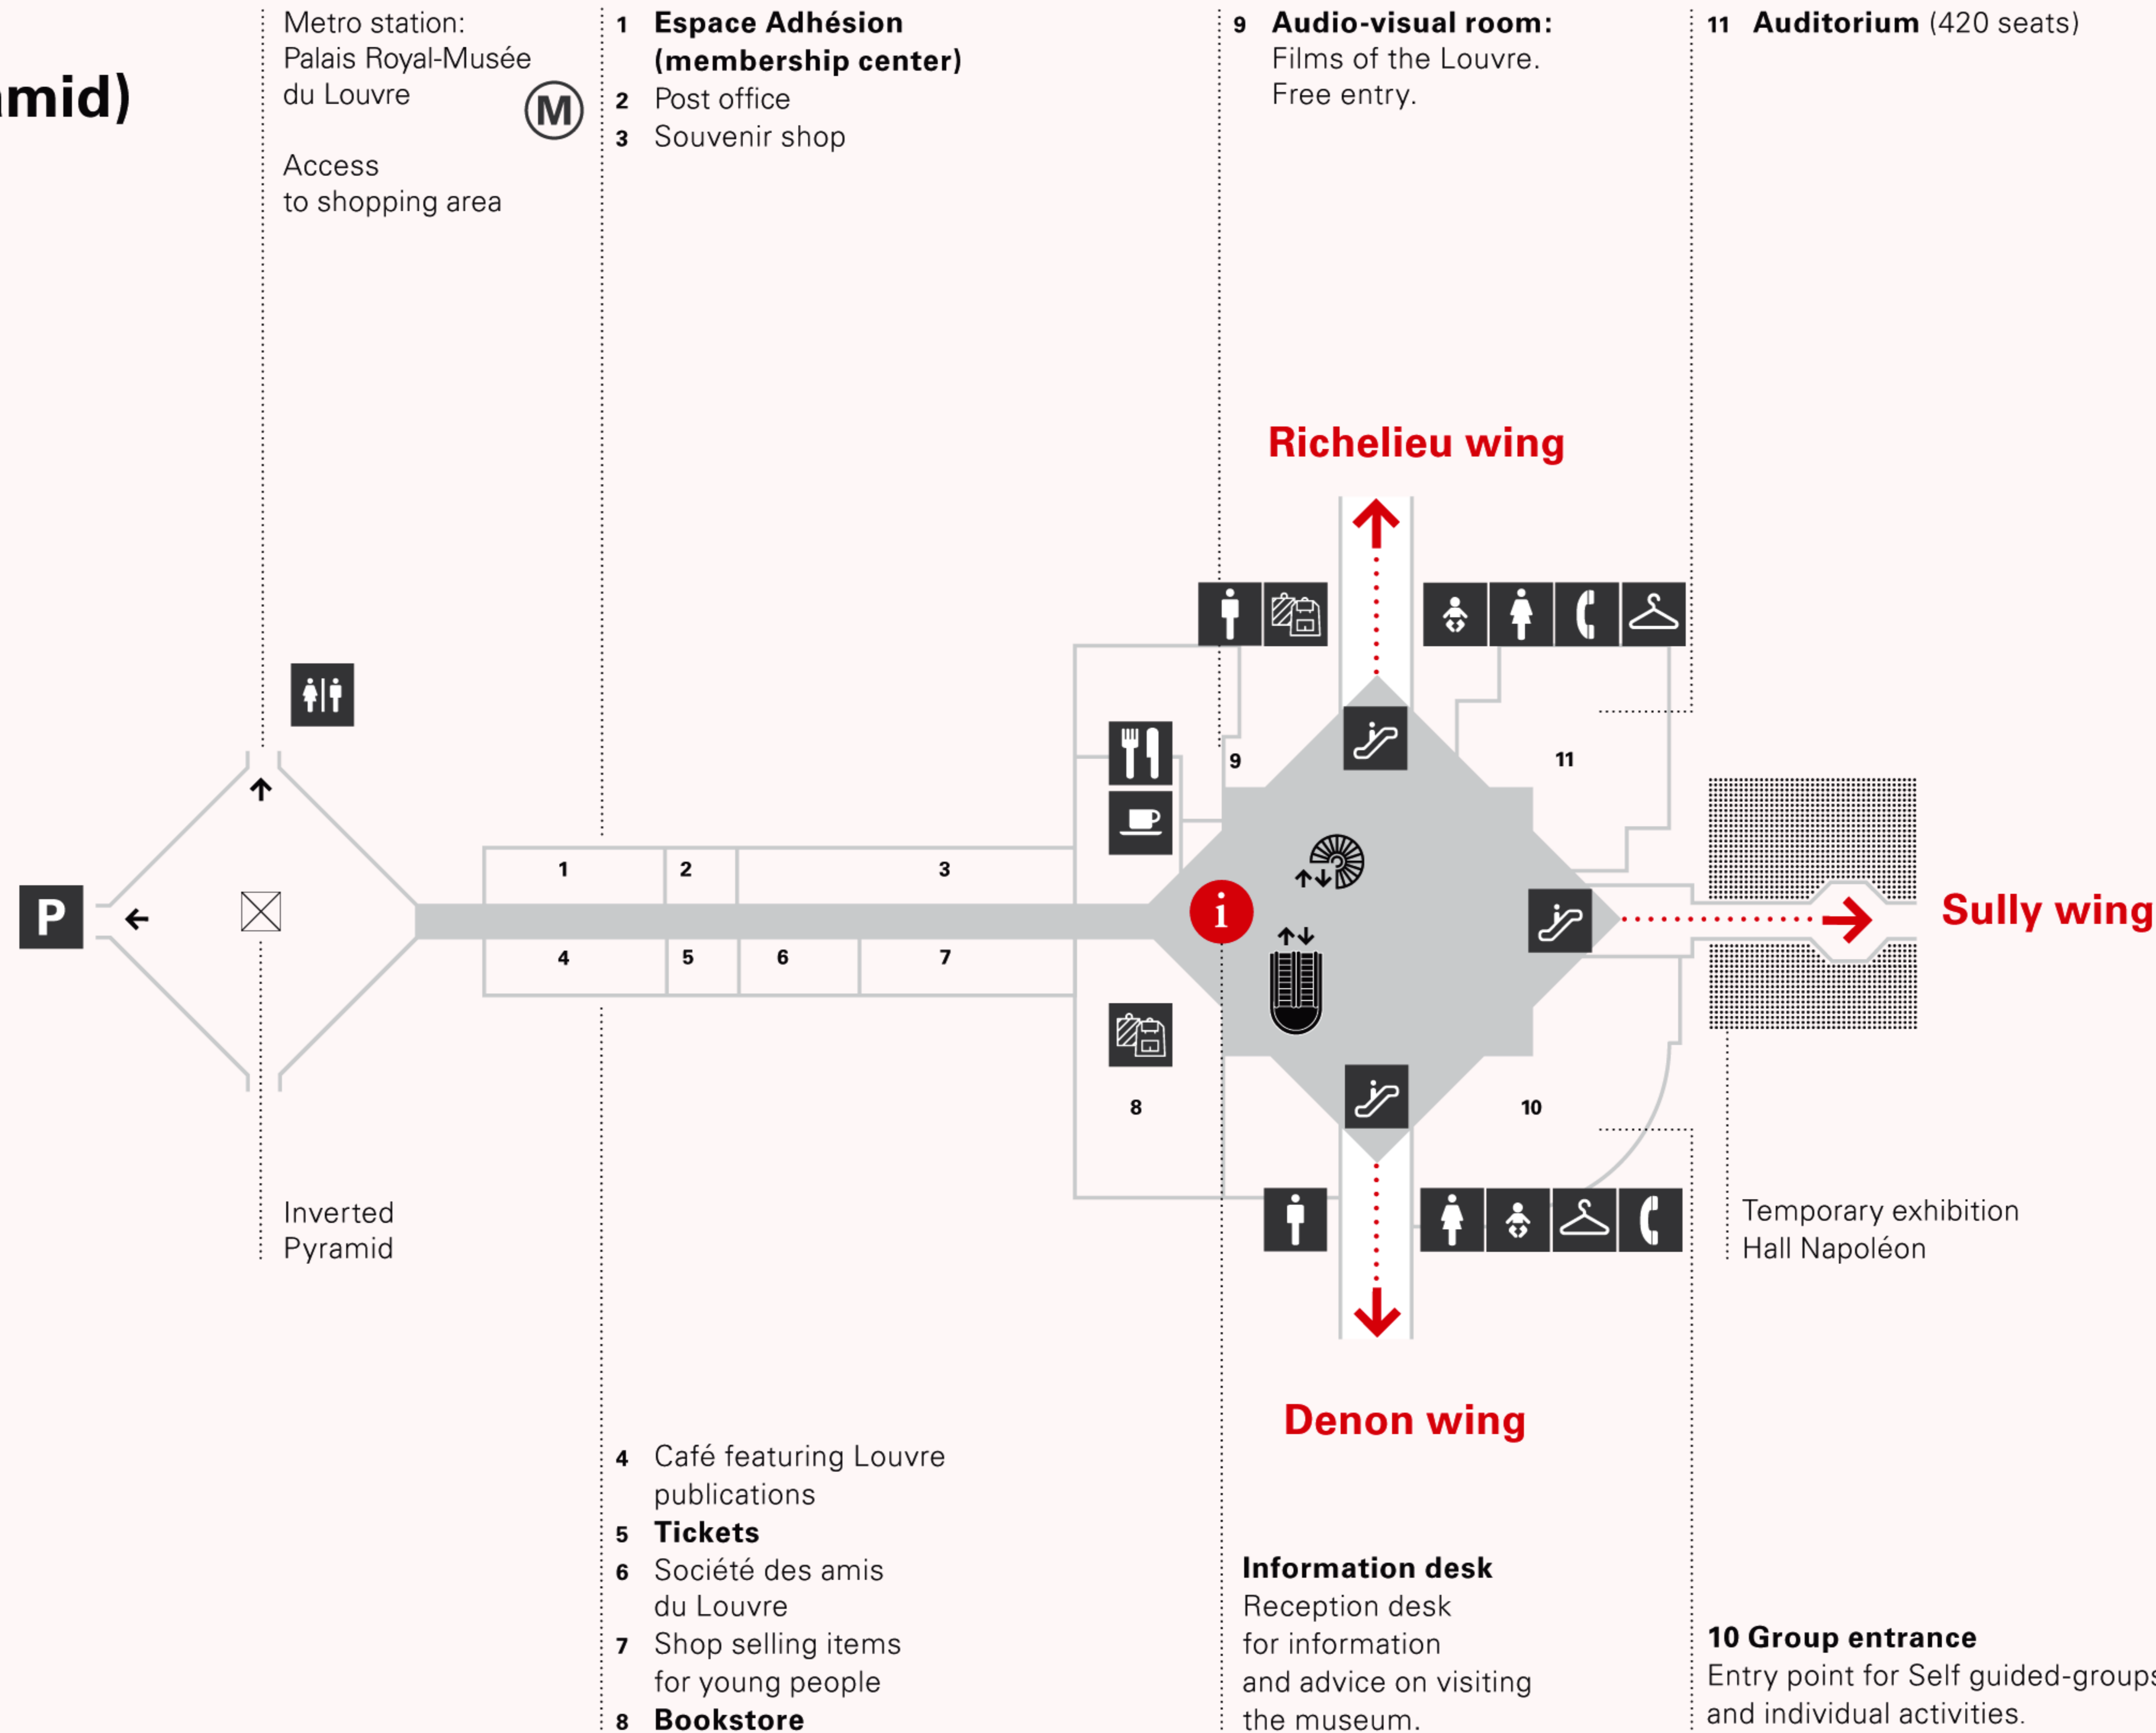 amid)
Metro station:
Palais Royal-Musée
du Louvre
M
Access
to shopping area
1 Espace Adhésion
(membership center)
2 Post office
3 Souvenir shop
9 Audio-visual room:
Films of the Louvre.
Free entry.
11 Auditorium (420 seats)
Richelieu wing
9
11
1
2
3
P
i
Sully wing
4
5
6
7
8
10
Inverted
Pyramid
Temporary exhibition
Hall Napoléon
Denon wing
4 Café featuring Louvre
publications
5 Tickets
6 Société des amis
du Louvre
7 Shop selling items
for young people
8 Bookstore
Information desk
Reception desk
for information
and advice on visiting
the museum.
10 Group entrance
Entry point for Self guided-groups
and individual activities.